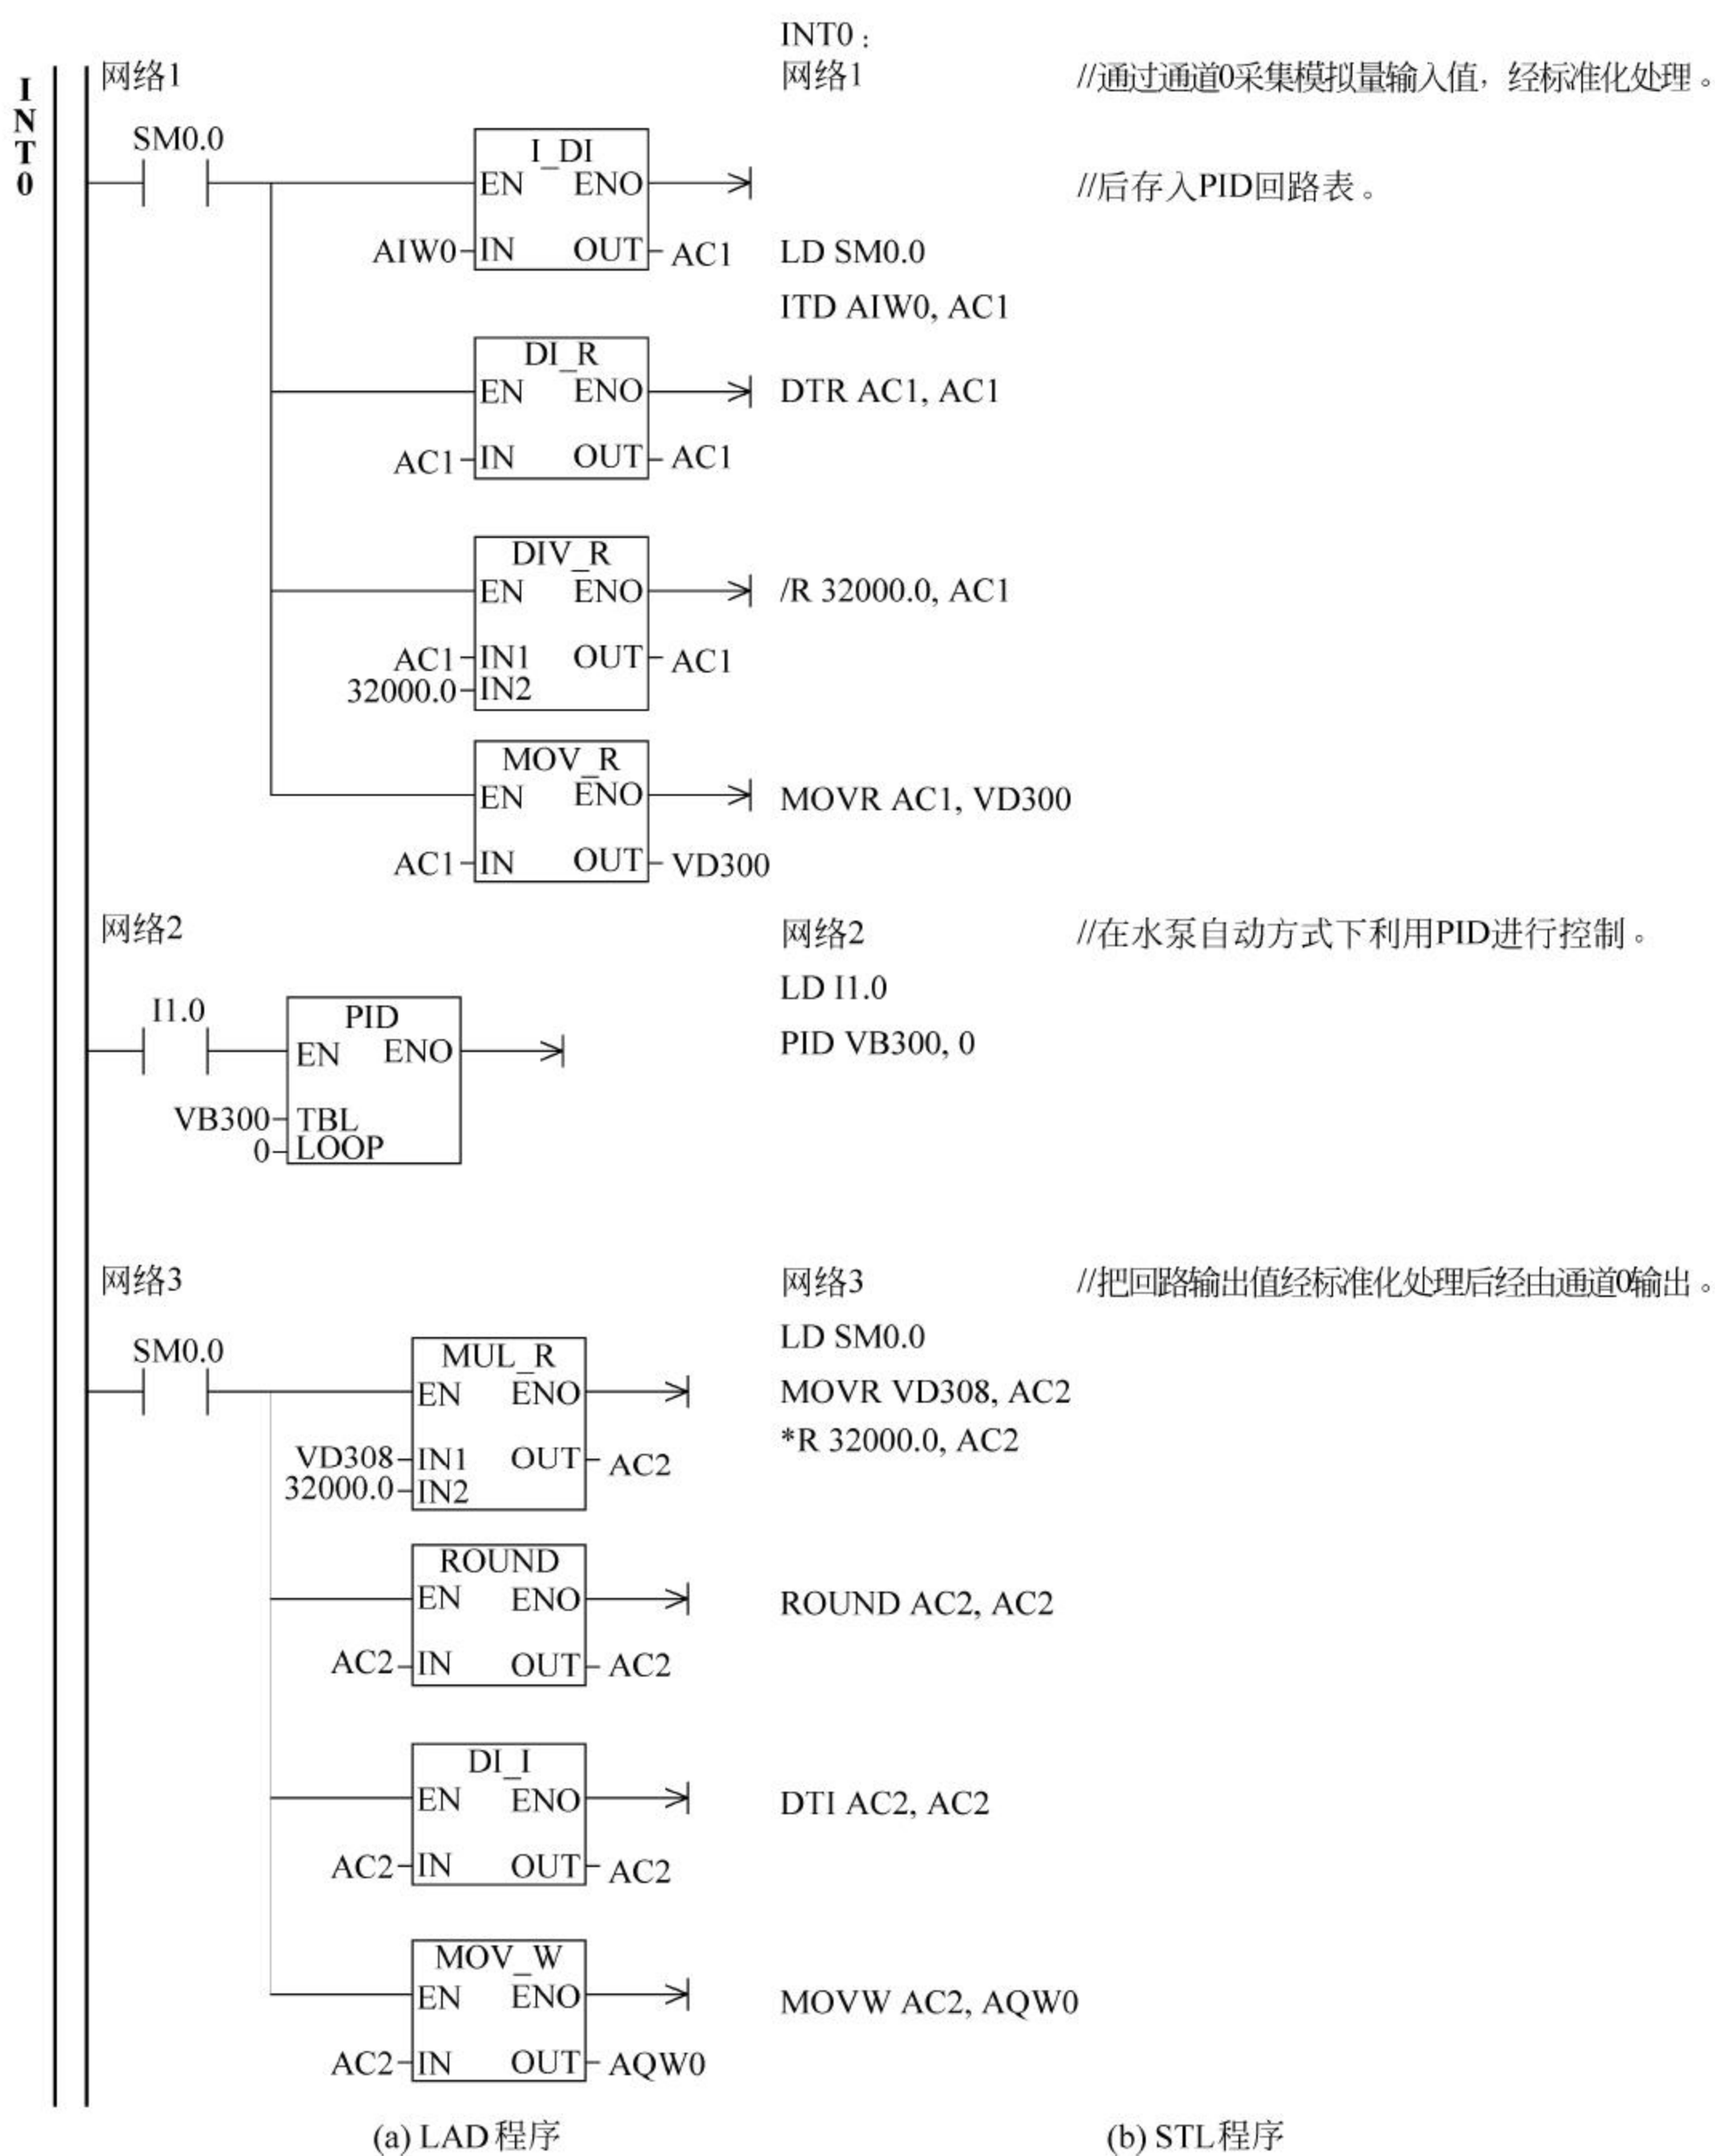 INT0
网络1
SM0.0
I_DI
EN ENO
AIW0 IN OUT AC1
DI_R
EN ENO
AC1 IN OUT AC1
DIV_R
EN ENO
AC1 IN1 OUT AC1
32000.0 IN2
MOV_R
EN ENO
AC1 IN OUT VD300
网络2
I1.0
PID
EN ENO
VB300 TBL
0 LOOP
网络3
SM0.0
MUL_R
EN ENO
VD308 IN1 OUT AC2
32000.0 IN2
ROUND
EN ENO
AC2 IN OUT AC2
DI_I
EN ENO
AC2 IN OUT AC2
MOV_W
EN ENO
AC2 IN OUT AQW0
(a) LAD程序
INT0：
网络1 //通过通道0采集模拟量输入值，经标准化处理。
//后存入PID回路表。
LD SM0.0
ITD AIW0, AC1
DTR AC1, AC1
/R 32000.0, AC1
MOVR AC1, VD300
网络2 //在水泵自动方式下利用PID进行控制。
LD I1.0
PID VB300, 0
网络3 //把回路输出值经标准化处理后经由通道0输出。
LD SM0.0
MOVR VD308, AC2
*R 32000.0, AC2
ROUND AC2, AC2
DTI AC2, AC2
MOVW AC2, AQW0
(b) STL程序